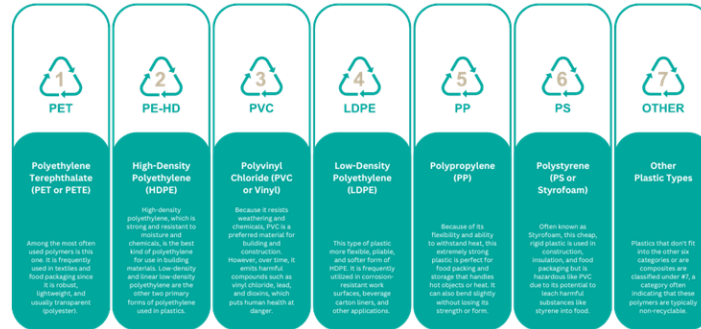 1
PET
Polyethylene
Terephthalate
(PET or PETE)
Among the most often
used polymers is this
one. It is frequently
used in textiles and
food packaging since
it is robust,
lightweight, and
usually transparent
(polyester).
2
PE-HD
High-Density
Polyethylene
(HDPE)
High-density
polyethylene, which is
strong and resistant to
moisture and
chemicals, is the best
kind of polyethylene
for use in building
materials. Low-density
and linear low-density
polyethylene are the
other two primary
forms of polyethylene
used in plastics.
3
PVC
Polyvinyl
Chloride (PVC
or Vinyl)
Because it resists
weathering and
chemicals, PVC is a
preferred material for
building and
construction.
However, over time, it
emits harmful
compounds such as
vinyl chloride, lead,
and dioxins, which
puts human health at
danger.
4
LDPE
Low-Density
Polyethylene
(LDPE)
This type of plastic
more flexible, pliable,
and softer form of
HDPE. It is frequently
utilized in corrosion-
resistant work
surfaces, beverage
carton liners, and
other applications.
5
PP
Polypropylene
(PP)
Because of its
flexibility and ability
to withstand heat, this
extremely strong
plastic is perfect for
food packing and
storage that handles
hot objects or heat. It
can also bend slightly
without losing its
strength or form.
6
PS
Polystyrene
(PS or
Styrofoam)
Often known as
Styrofoam, this cheap,
rigid plastic is used in
construction,
insulation, and food
packaging but is
hazardous like PVC
due to its potential to
leach harmful
substances like
styrene into food.
7
OTHER
Other
Plastic Types
Plastics that don't fit
into the other six
categories or are
composites are
classified under #7, a
category often
indicating that these
polymers are typically
non-recyclable.